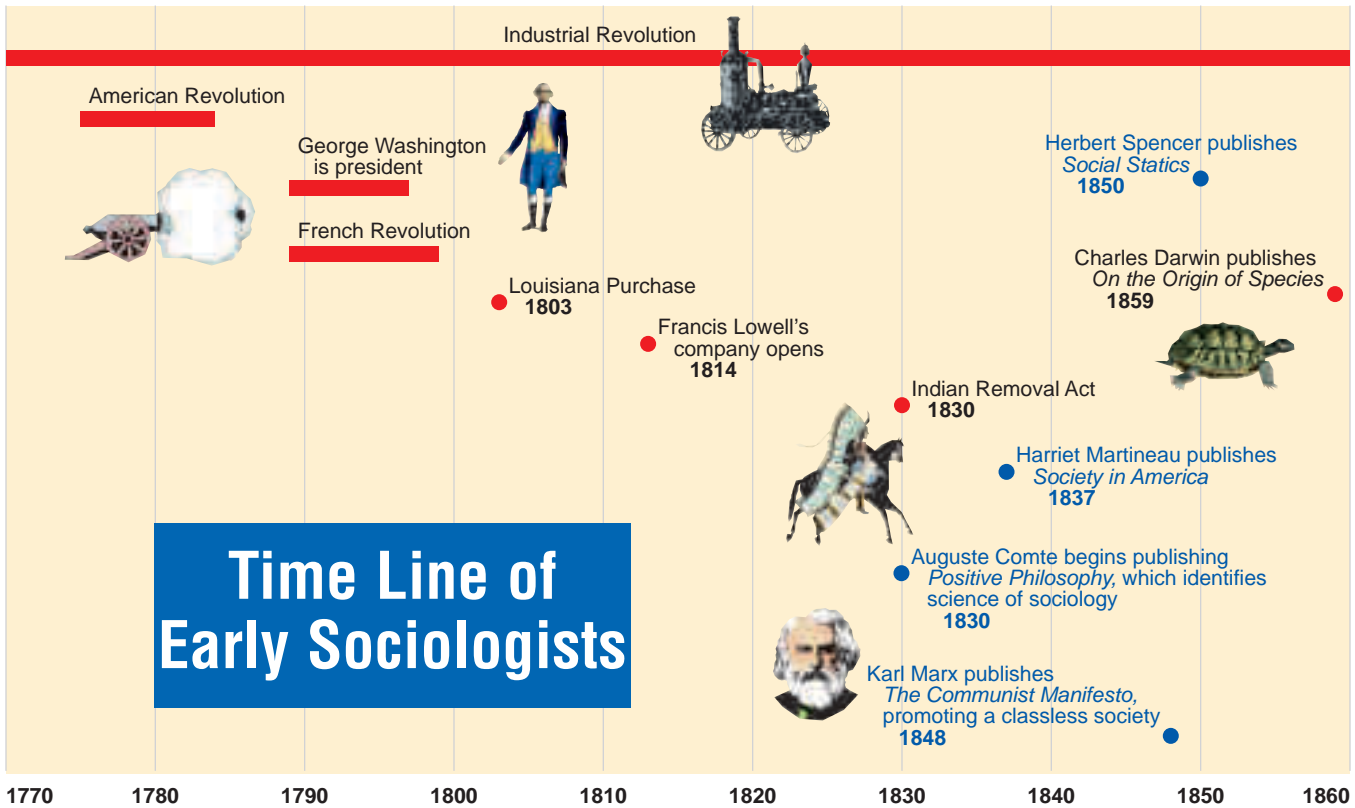 Industrial Revolution
American Revolution
George Washington
is president
French Revolution
Herbert Spencer publishes
Social Statics
1850
Charles Darwin publishes
On the Origin of Species
1859
Louisiana Purchase
1803
Francis Lowell's
company opens
1814
Indian Removal Act
1830
Harriet Martineau publishes
Society in America
1837
Auguste Comte begins publishing
Positive Philosophy, which identifies
science of sociology
1830
Karl Marx publishes
The Communist Manifesto,
promoting a classless society
1848
Time Line of
Early Sociologists
1770 1780 1790 1800 1810 1820 1830 1840 1850 1860